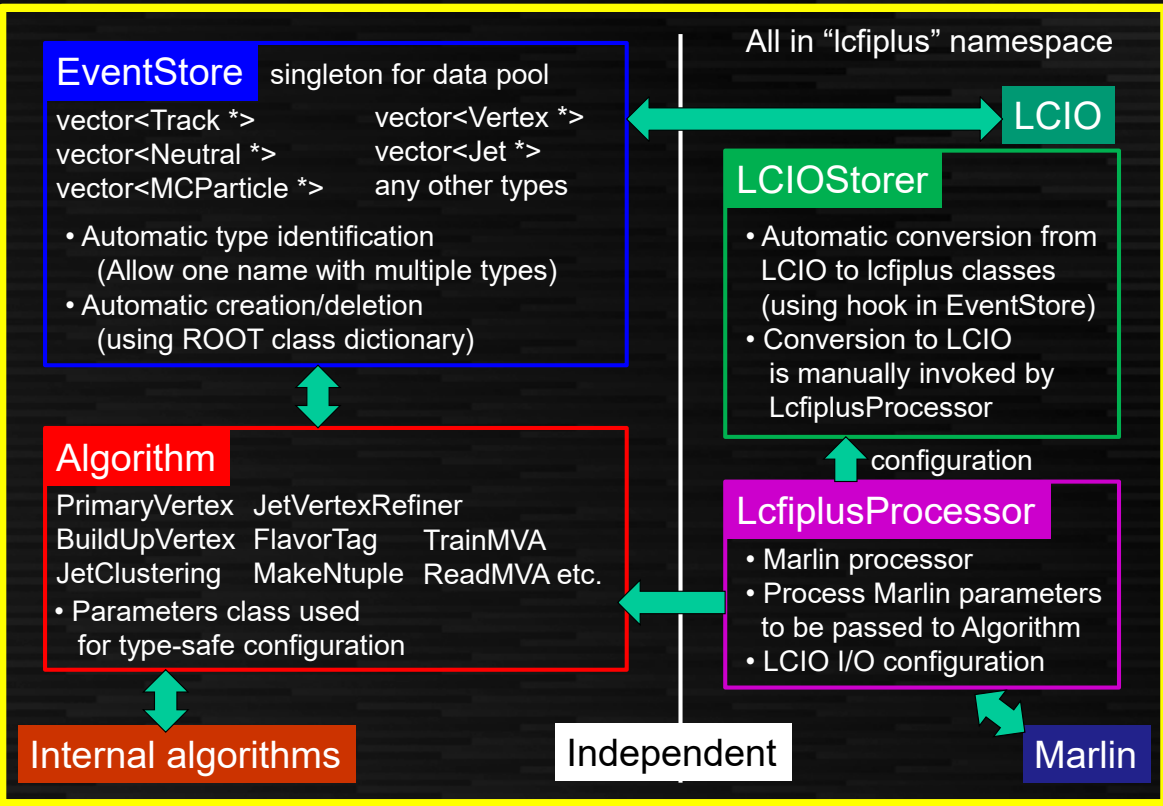 All in “lcfiplus” namespace
EventStore singleton for data pool
vector<Track *> vector<Vertex *>
vector<Neutral *> vector<Jet *>
vector<MCParticle *> any other types
• Automatic type identification
(Allow one name with multiple types)
• Automatic creation/deletion
(using ROOT class dictionary)
LCIO
LCIOStorer
• Automatic conversion from
LCIO to lcfiplus classes
(using hook in EventStore)
• Conversion to LCIO
is manually invoked by
LcfiplusProcessor
configuration
Algorithm
PrimaryVertex JetVertexRefiner
BuildUpVertex FlavorTag TrainMVA
JetClustering MakeNtuple ReadMVA etc.
• Parameters class used
for type-safe configuration
LcfiplusProcessor
• Marlin processor
• Process Marlin parameters
to be passed to Algorithm
• LCIO I/O configuration
Internal algorithms
Independent
Marlin